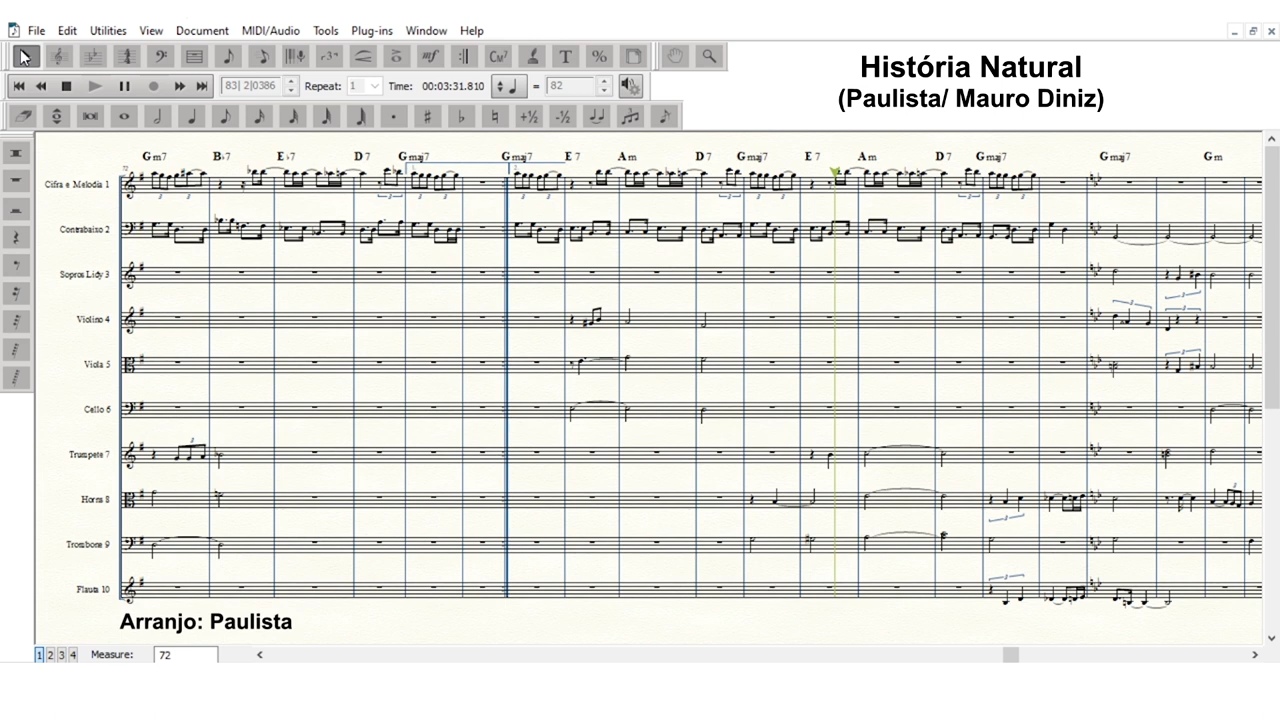 File Edit Utilities View Document MIDI/Audio Tools Plug-ins Window Help
História Natural
(Paulista/ Mauro Diniz)
83| 2|0386 Repeat: 1 Time: 00:03:31.810 = 82
Gm7 B♭7 E♭7 D7 Gmaj7 Gmaj7 E7 Am D7 Gmaj7 E7 Am D7 Gmaj7 Gmaj7 Gm
Cifra e Melodia 1
Contrabaixo 2
Sopros Lidy 3
Violino 4
Viola 5
Cello 6
Trumpete 7
Horns 8
Trombone 9
Flauta 10
Arranjo: Paulista
1 2 3 4 Measure: 72